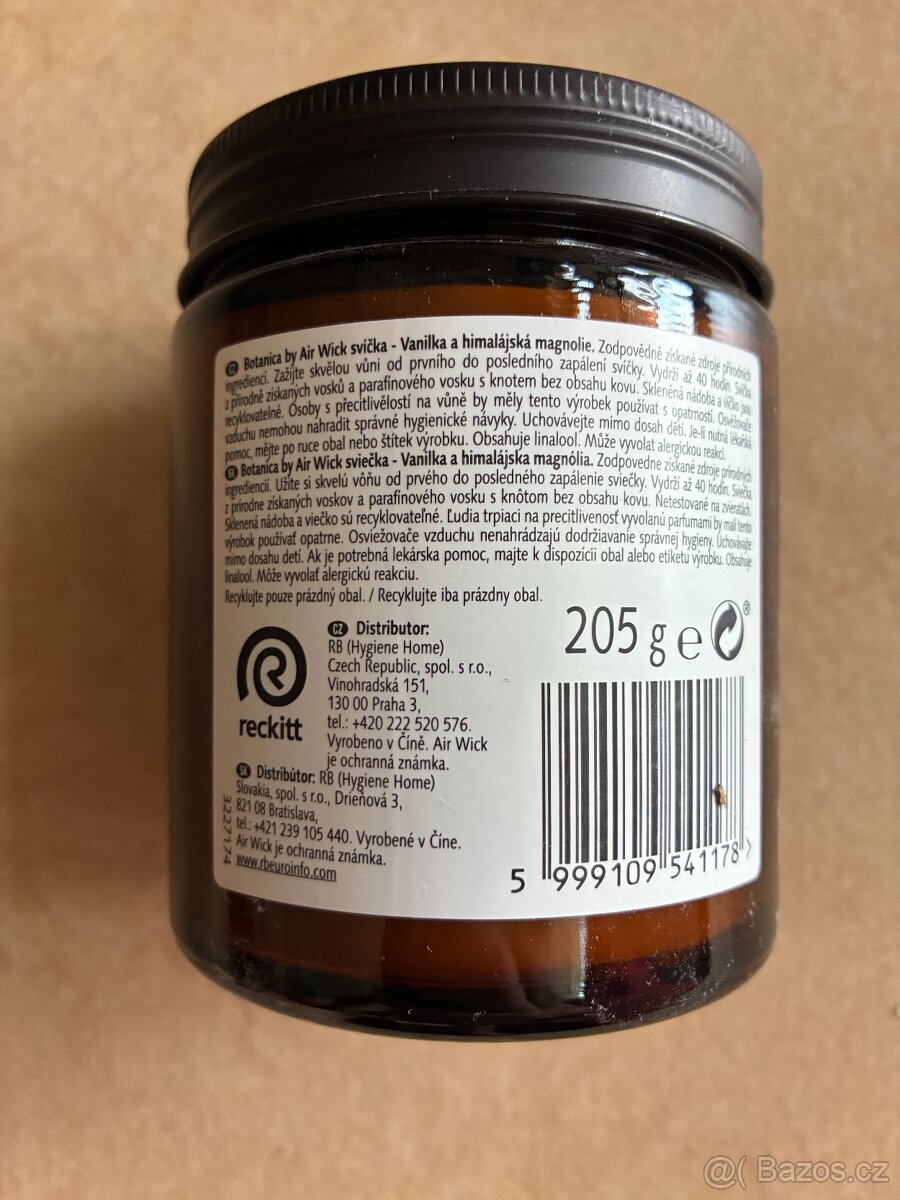 CZ Botanica by Air Wick svíčka - Vanilka a himalájská magnolie. Zodpovědně získané zdroje přírodních
ingrediencí. Zažijte skvělou vůni od prvního do posledního zapálení svíčky. Vydrží až 40 hodin. Svíčka
z přírodně získaných vosků a parafínového vosku s knotem bez obsahu kovu. Skleněná nádoba a víčko jsou
recyklovatelné. Osoby s přecitlivělostí na vůně by měly tento výrobek používat s opatrností. Osvěžovače
vzduchu nemohou nahradit správné hygienické návyky. Uchovávejte mimo dosah dětí. Je-li nutná lékařská
pomoc, mějte po ruce obal nebo štítek výrobku. Obsahuje linalool. Může vyvolat alergickou reakci.
SK Botanica by Air Wick sviečka - Vanilka a himalájska magnólia. Zodpovedne získané zdroje prírodných
ingrediencií. Užite si skvelú vôňu od prvého do posledného zapálenie sviečky. Vydrží až 40 hodín. Sviečka
z prírodne získaných voskov a parafínového vosku s knôtom bez obsahu kovu. Netestované na zvieratách.
Sklenená nádoba a viečko sú recyklovateľné. Ľudia trpiaci na precitlivenosť vyvolanú parfumami by mali tento
výrobok používať opatrne. Osviežovače vzduchu nenahrádzajú dodržiavanie správnej hygieny. Uchovávajte
mimo dosahu detí. Ak je potrebná lekárska pomoc, majte k dispozícii obal alebo etiketu výrobku. Obsahuje
linalool. Môže vyvolať alergickú reakciu.
Recyklujte pouze prázdný obal. / Recyklujte iba prázdny obal.
205 g e ®
reckitt
CZ Distributor:
RB (Hygiene Home)
Czech Republic, spol. s r.o.,
Vinohradská 151,
130 00 Praha 3,
tel.: +420 222 520 576.
Vyrobeno v Číně. Air Wick
je ochranná známka.
SK Distribútor: RB (Hygiene Home)
Slovakia, spol. s r.o., Drieňová 3,
821 08 Bratislava,
tel.: +421 239 105 440. Vyrobené v Číne.
Air Wick je ochranná známka.
www.rbeuroinfo.com
3227174
5 999109 541178 >
@( Bazos.cz